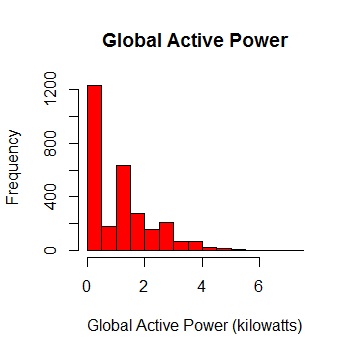 Global Active Power
Frequency
1200
800
400
0
0 2 4 6
Global Active Power (kilowatts)